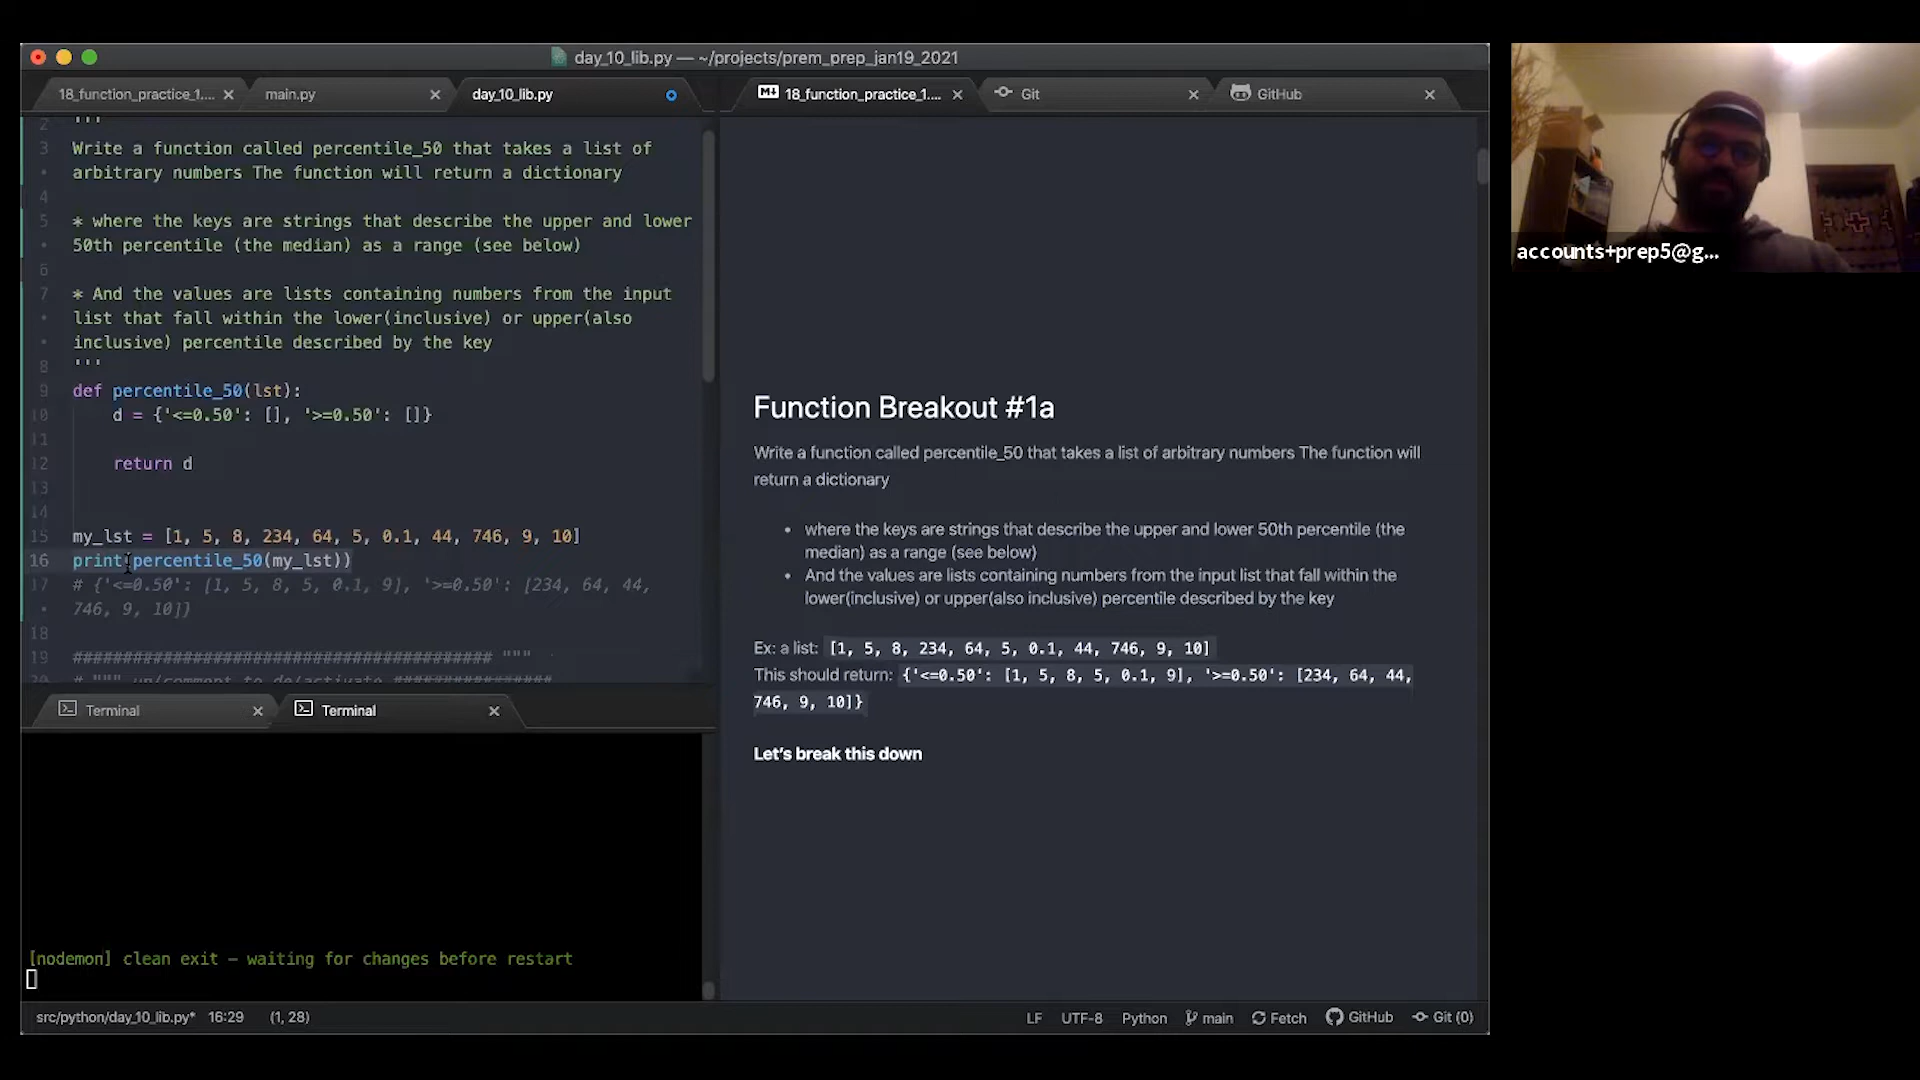 day_10_lib.py — ~/projects/prem_prep_jan19_2021
18_function_practice_1....
main.py
day_10_lib.py
18_function_practice_1....
Git
GitHub
2 '''
3 Write a function called percentile_50 that takes a list of
• arbitrary numbers The function will return a dictionary
4
5 * where the keys are strings that describe the upper and lower
• 50th percentile (the median) as a range (see below)
6
7 * And the values are lists containing numbers from the input
• list that fall within the lower(inclusive) or upper(also
• inclusive) percentile described by the key
8 '''
9 def percentile_50(lst):
10 d = {'<=0.50': [], '>=0.50': []}
11
12 return d
13
14
15 my_lst = [1, 5, 8, 234, 64, 5, 0.1, 44, 746, 9, 10]
16 print(percentile_50(my_lst))
17 # {'<=0.50': [1, 5, 8, 5, 0.1, 9], '>=0.50': [234, 64, 44,
• 746, 9, 10]}
18
19 ########################################## """
20 # """ un/comment to de/activate ################
Terminal
Terminal
[nodemon] clean exit – waiting for changes before restart
src/python/day_10_lib.py* 16:29 (1, 28)
Function Breakout #1a
Write a function called percentile_50 that takes a list of arbitrary numbers The function will
return a dictionary
• where the keys are strings that describe the upper and lower 50th percentile (the
median) as a range (see below)
• And the values are lists containing numbers from the input list that fall within the
lower(inclusive) or upper(also inclusive) percentile described by the key
Ex: a list: [1, 5, 8, 234, 64, 5, 0.1, 44, 746, 9, 10]
This should return: {'<=0.50': [1, 5, 8, 5, 0.1, 9], '>=0.50': [234, 64, 44,
746, 9, 10]}
Let's break this down
LF UTF-8 Python main Fetch GitHub Git (0)
accounts+prep5@g...